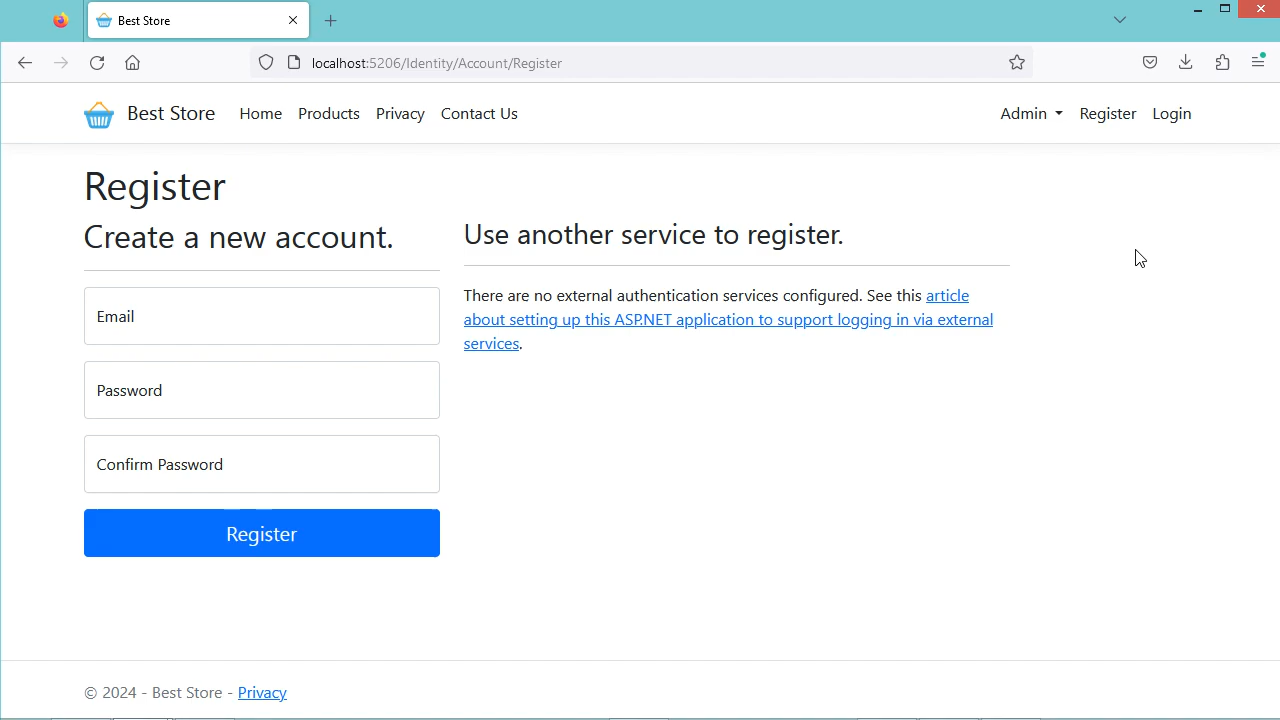 Best Store
localhost:5206/Identity/Account/Register
Best Store Home Products Privacy Contact Us Admin Register Login
Register
Create a new account.
Email
Password
Confirm Password
Register
Use another service to register.
There are no external authentication services configured. See this article
about setting up this ASP.NET application to support logging in via external
services.
© 2024 - Best Store - Privacy